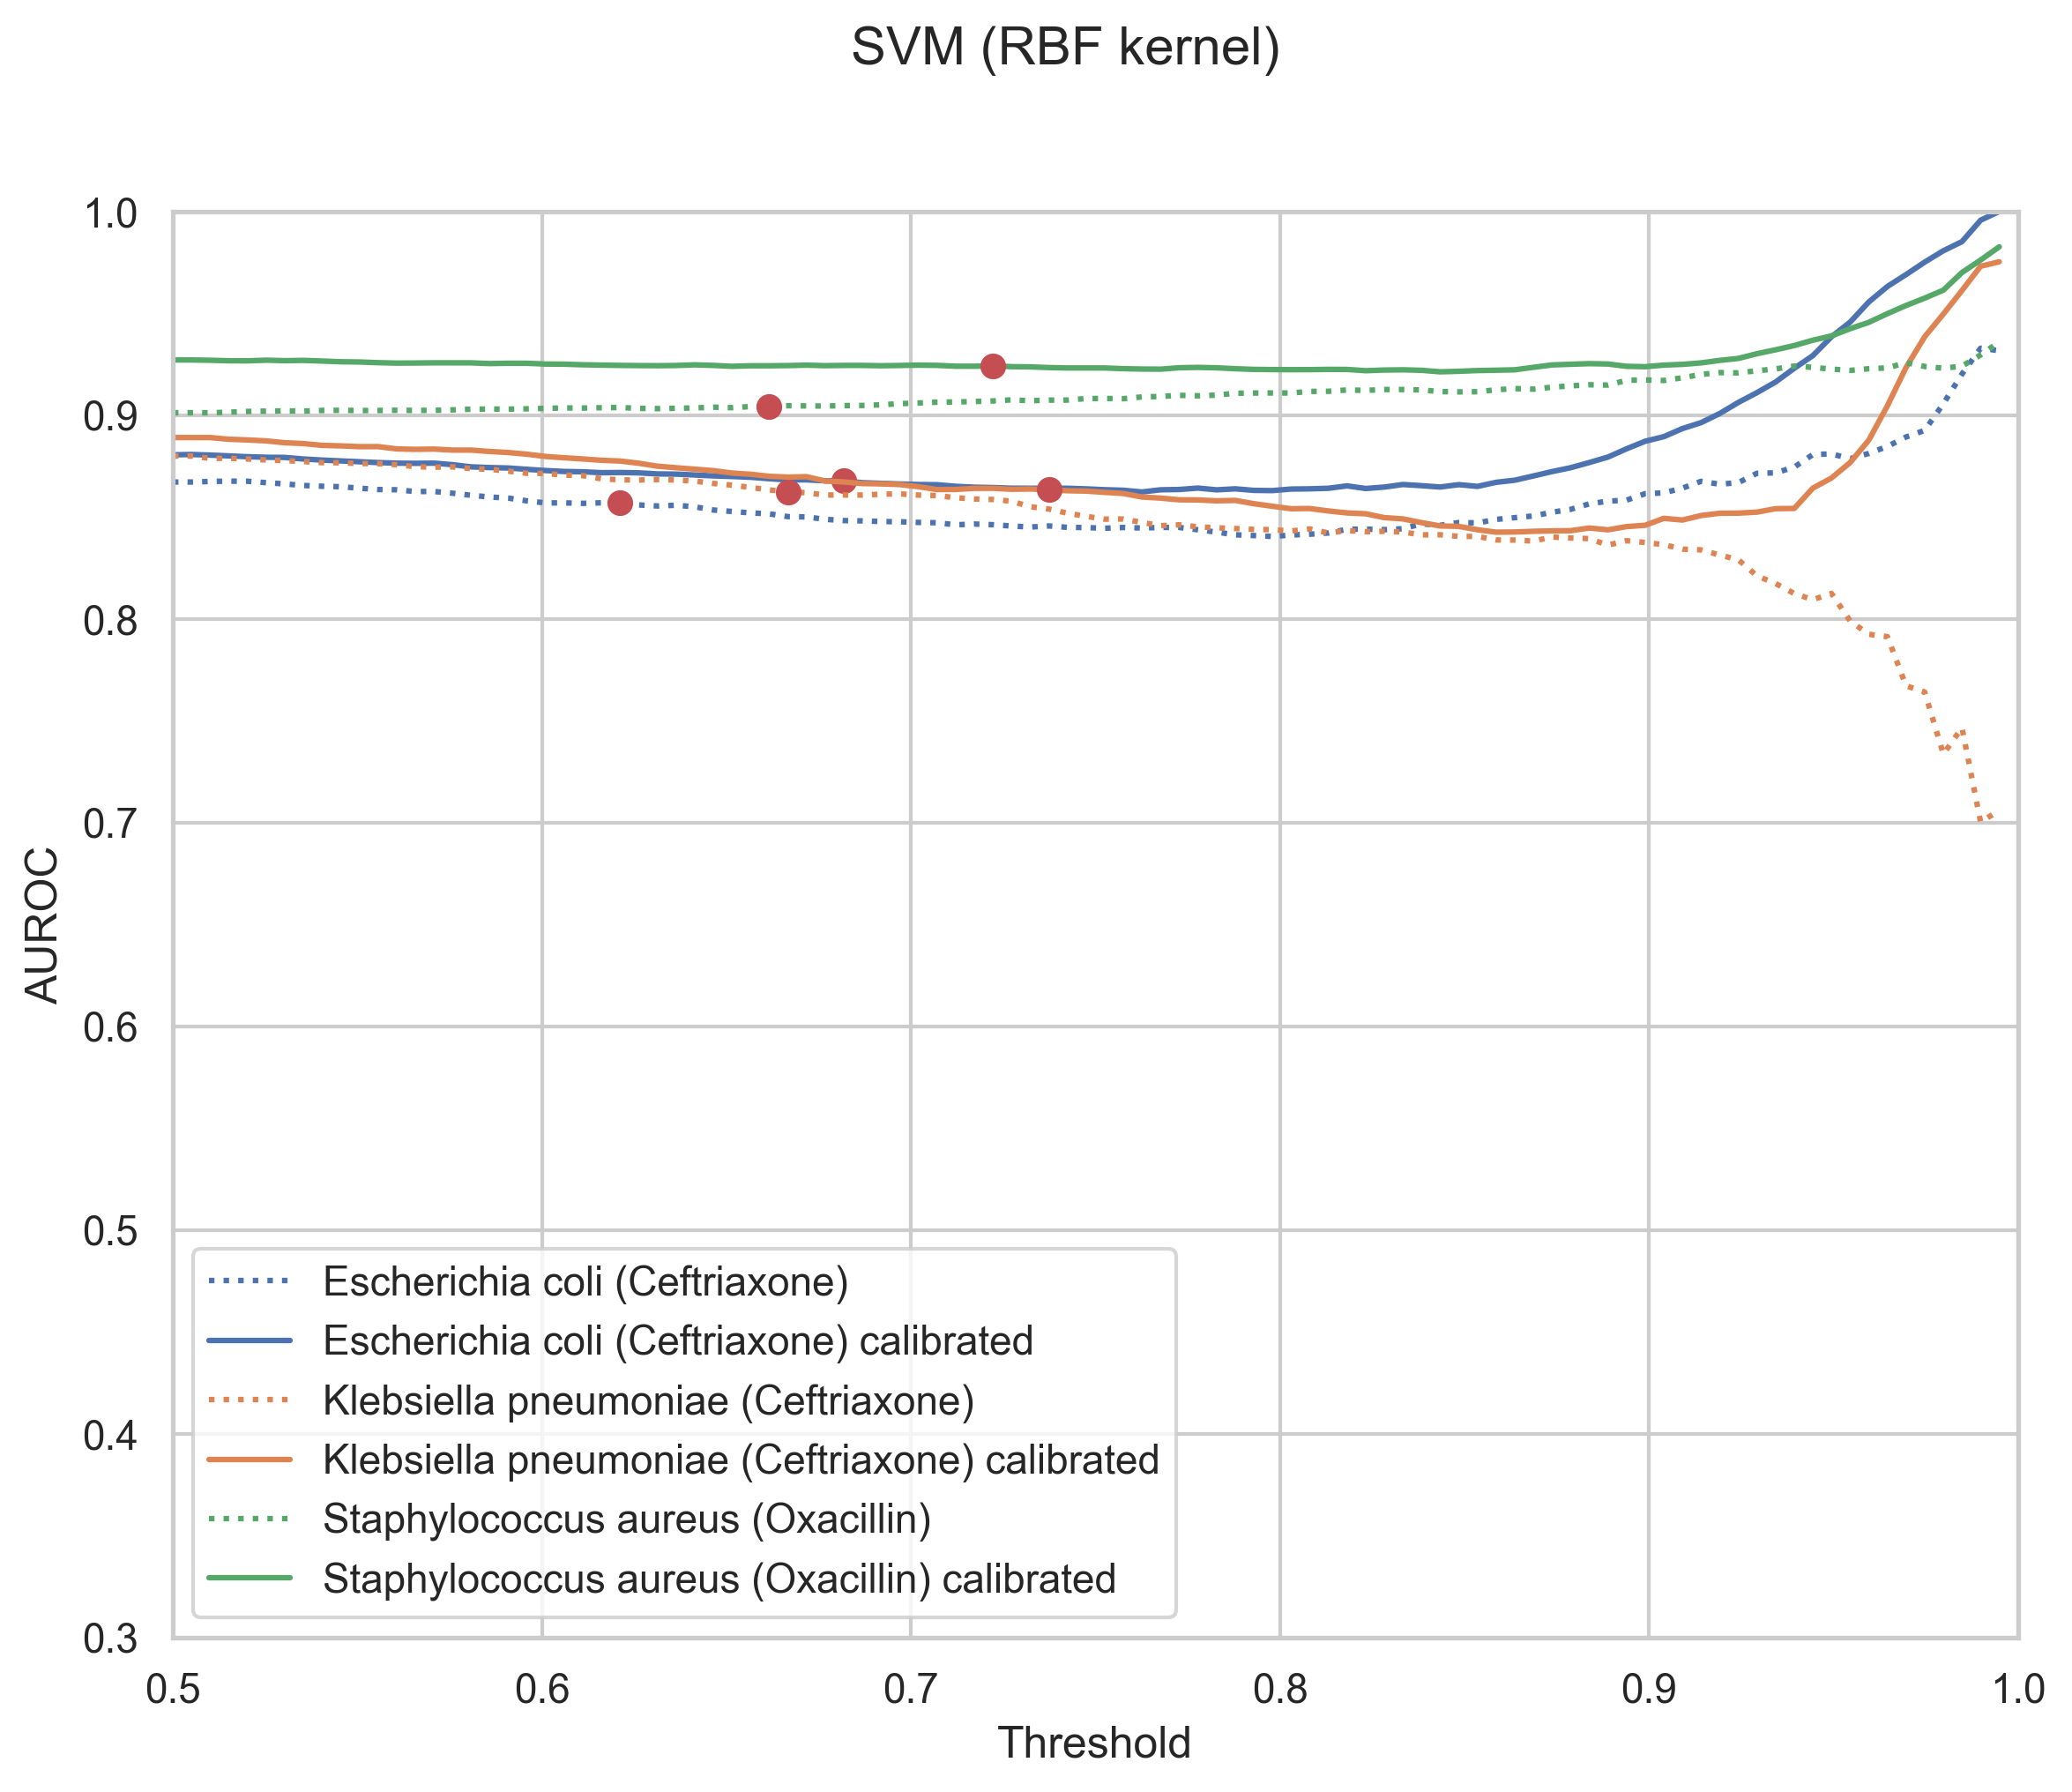 SVM (RBF kernel)
1.0
0.9
0.8
0.7
0.6
0.5
0.4
0.3
AUROC
Escherichia coli (Ceftriaxone)
Escherichia coli (Ceftriaxone) calibrated
Klebsiella pneumoniae (Ceftriaxone)
Klebsiella pneumoniae (Ceftriaxone) calibrated
Staphylococcus aureus (Oxacillin)
Staphylococcus aureus (Oxacillin) calibrated
0.5 0.6 0.7 0.8 0.9 1.0
Threshold